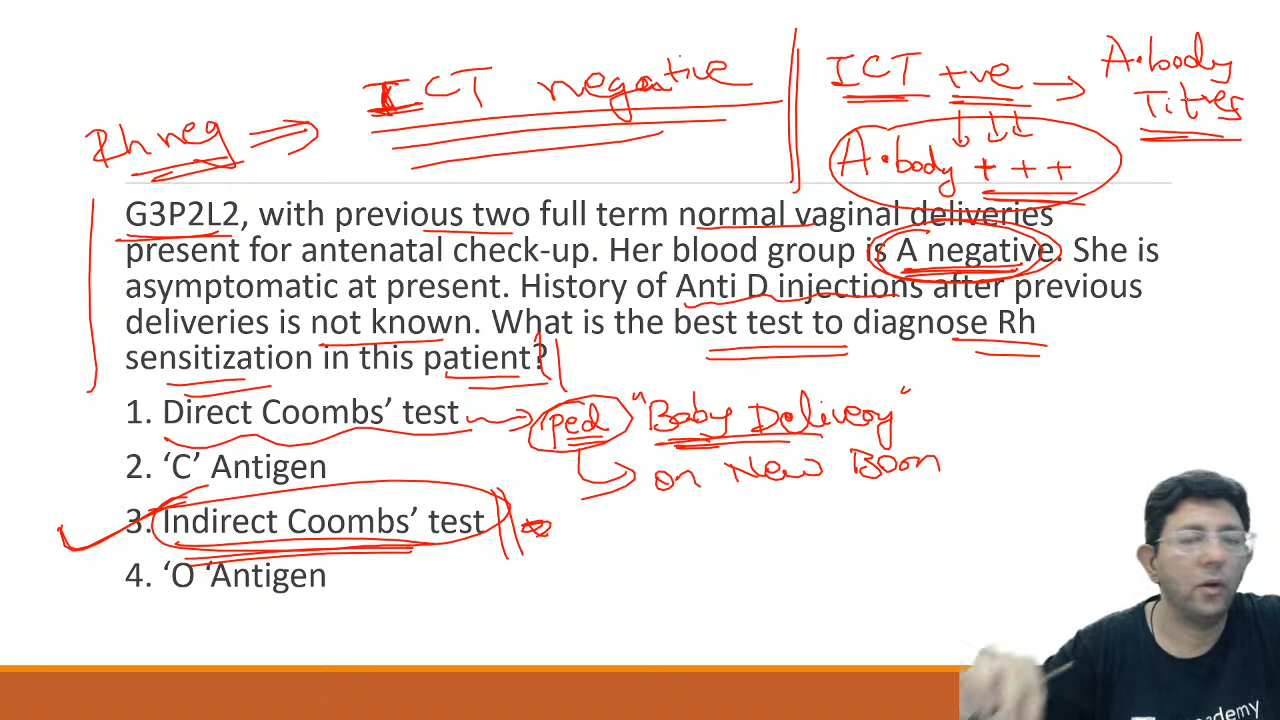 ICT negative
ICT +ve → A.body
Titres
Rh neg ⇒
A.body + + +
G3P2L2, with previous two full term normal vaginal deliveries
present for antenatal check-up. Her blood group is A negative. She is
asymptomatic at present. History of Anti D injections after previous
deliveries is not known. What is the best test to diagnose Rh
sensitization in this patient?
1. Direct Coombs’ test → ped "Baby Delivery"
2. ‘C’ Antigen
on New Boon
3. Indirect Coombs’ test
4. ‘O ‘Antigen